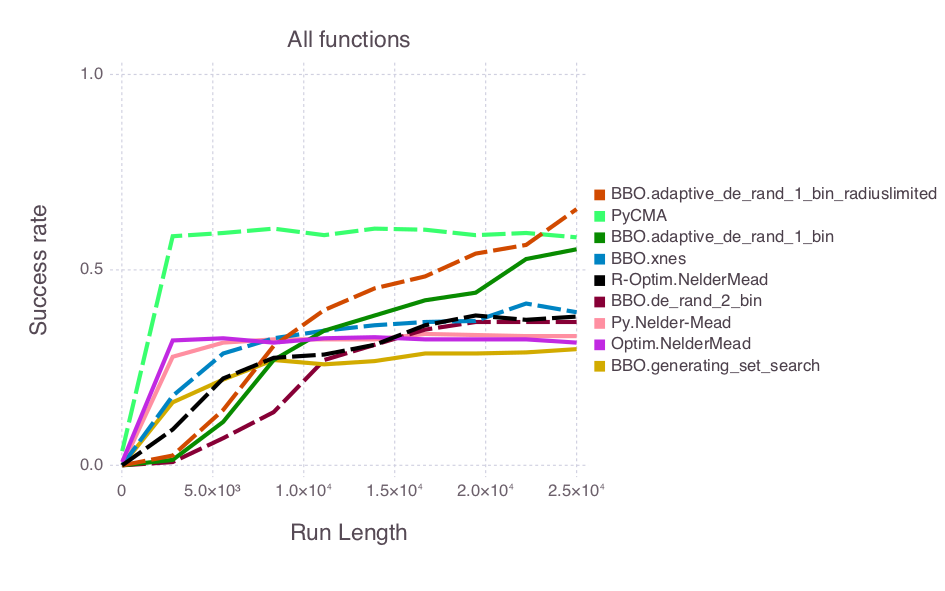 All functions
Success rate
1.0
0.5
0.0
0
5.0×10³
1.0×10⁴
1.5×10⁴
2.0×10⁴
2.5×10⁴
Run Length
BBO.adaptive_de_rand_1_bin_radiuslimited
PyCMA
BBO.adaptive_de_rand_1_bin
BBO.xnes
R-Optim.NelderMead
BBO.de_rand_2_bin
Py.Nelder-Mead
Optim.NelderMead
BBO.generating_set_search